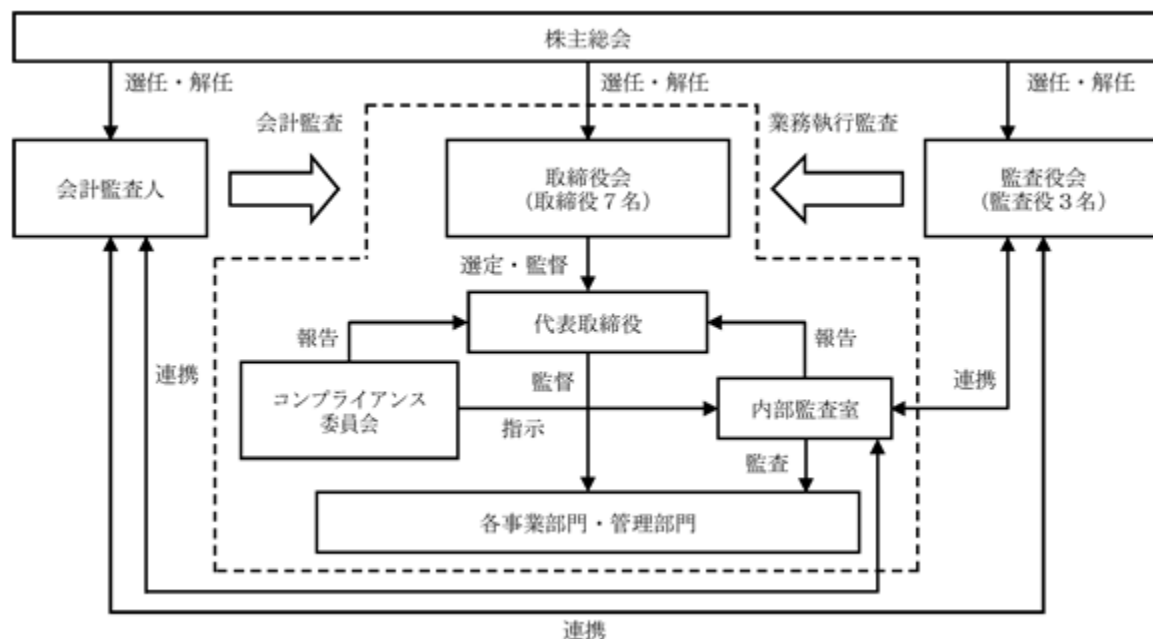 株主総会
選任・解任
選任・解任
選任・解任
会計監査
業務執行監査
会計監査人
取締役会
（取締役７名）
監査役会
（監査役３名）
選定・監督
代表取締役
報告
報告
連携
監督
連携
コンプライアンス
委員会
指示
内部監査室
監査
各事業部門・管理部門
連携